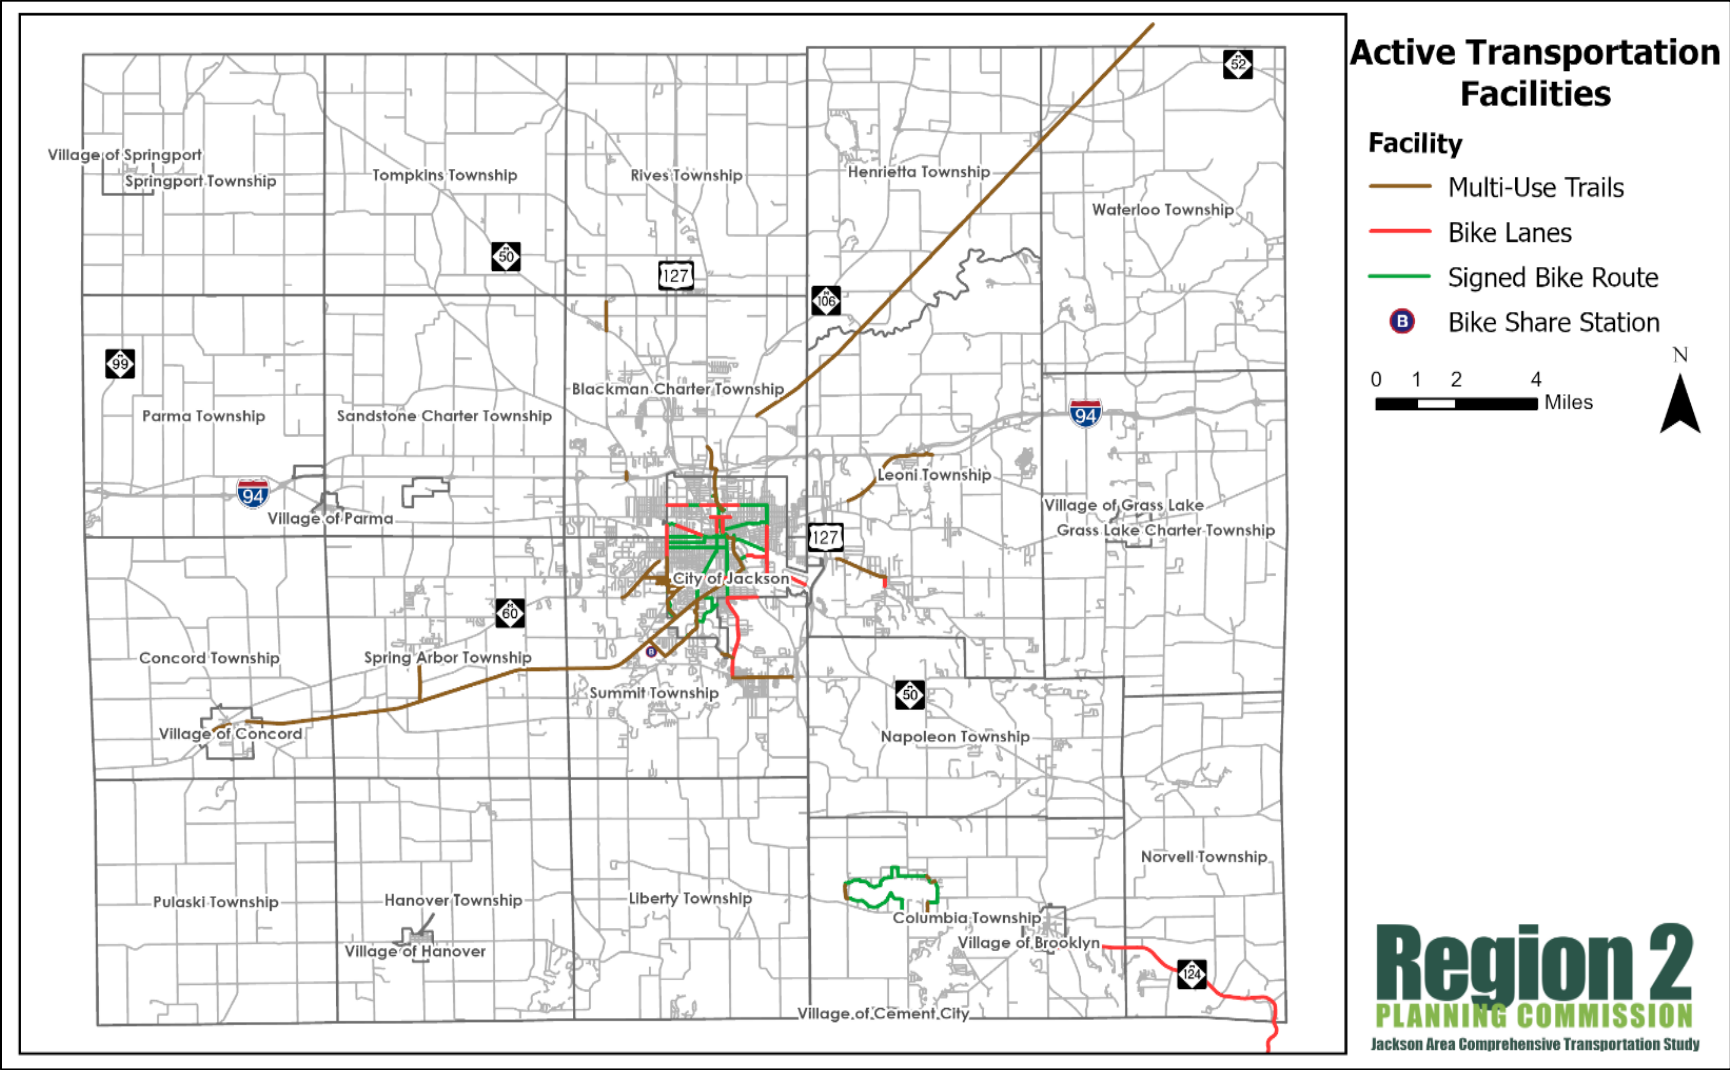 Active Transportation
Facilities
Facility
Multi-Use Trails
Bike Lanes
Signed Bike Route
B
Bike Share Station
N
0 1 2 4
Miles
M
52
Village of Springport
Springport Township
Tompkins Township
Rives Township
Henrietta Township
Waterloo Township
M
50
127
M
106
M
99
Blackman Charter Township
Parma Township
Sandstone Charter Township
94
Leoni Township
94
Village of Parma
Village of Grass Lake
Grass Lake Charter Township
127
City of Jackson
M
60
B
Concord Township
Spring Arbor Township
Summit Township
M
50
Village of Concord
Napoleon Township
Norvell Township
Pulaski Township
Hanover Township
Liberty Township
Columbia Township
Village of Brooklyn
Village of Hanover
M
124
Village of Cement City
Region 2
PLANNING COMMISSION
Jackson Area Comprehensive Transportation Study